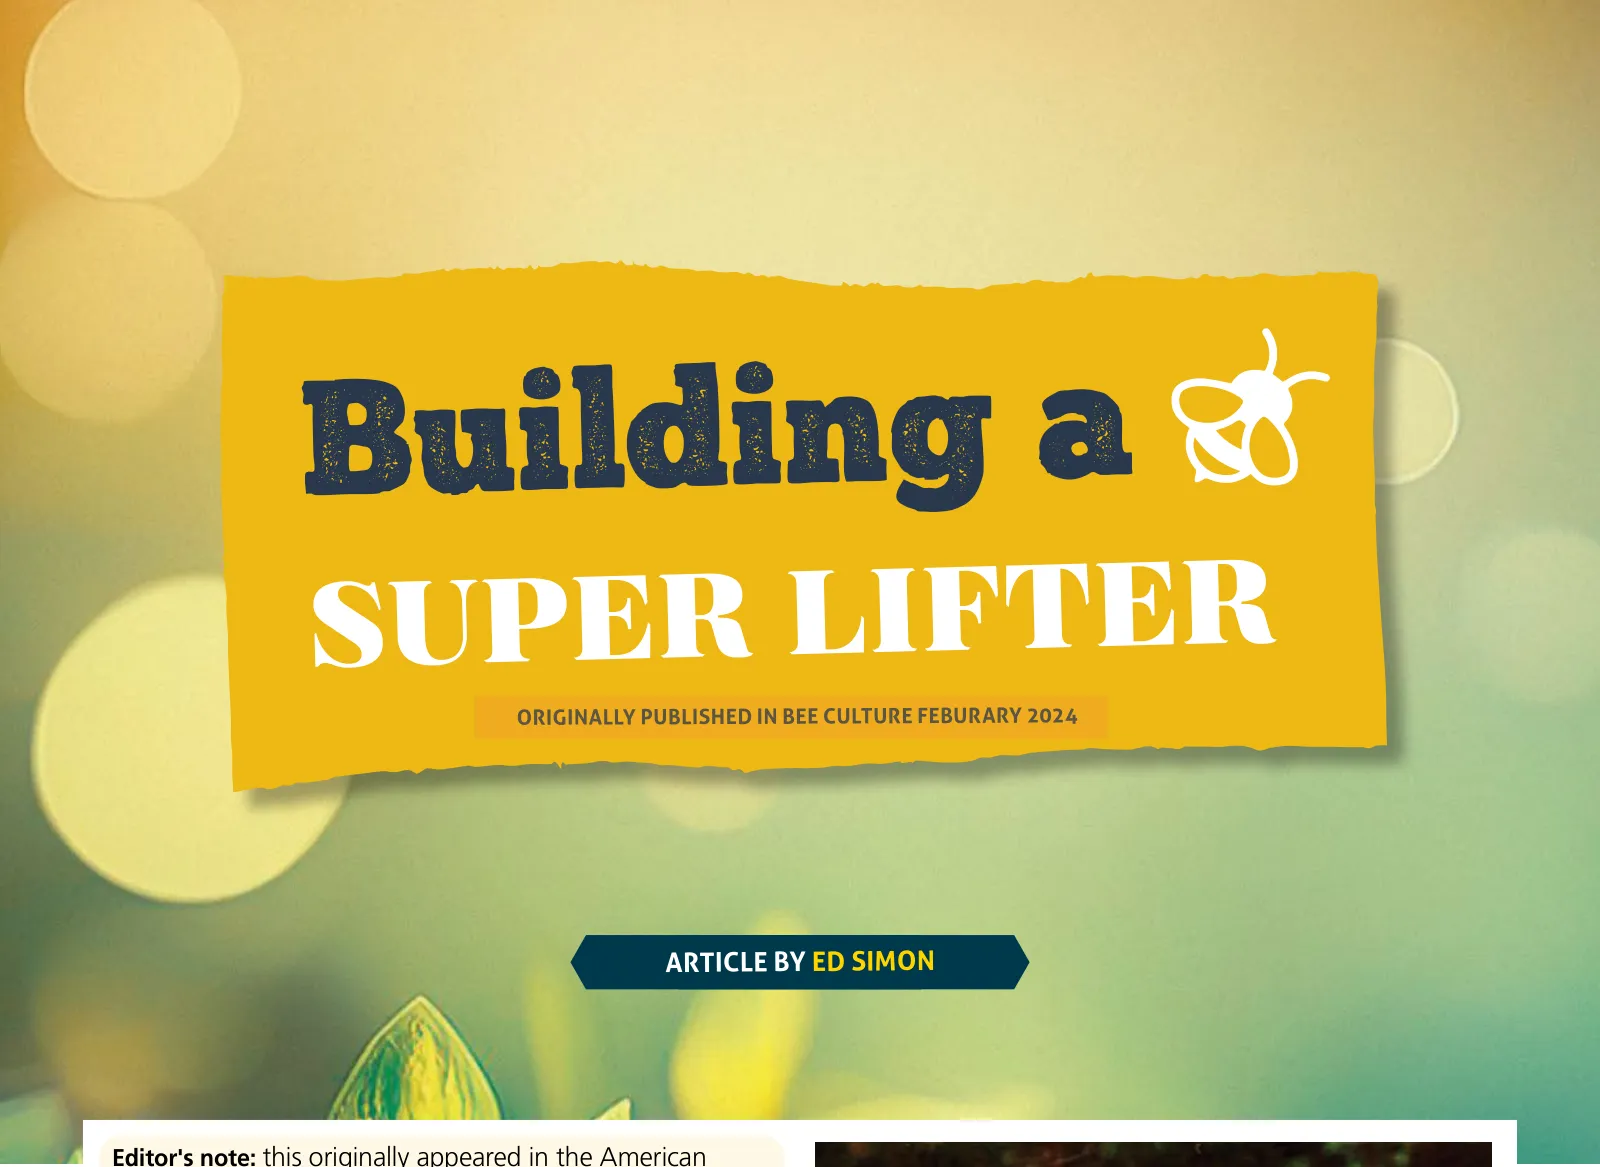 Building a
SUPER LIFTER
ORIGINALLY PUBLISHED IN BEE CULTURE FEBURARY 2024
ARTICLE BY ED SIMON
Editor's note: this originally appeared in the American